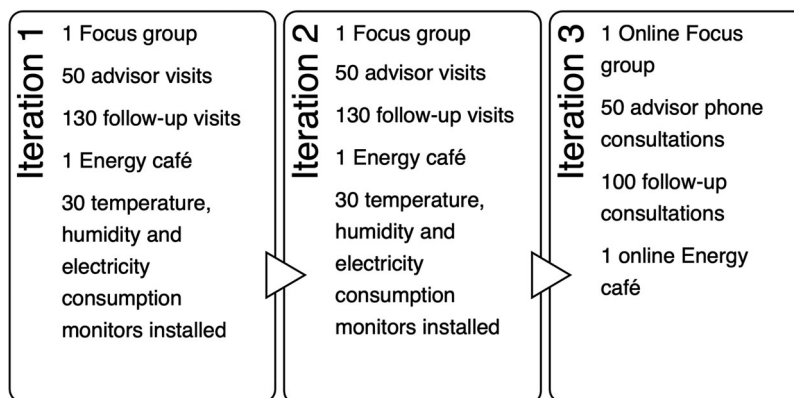 Iteration 1
1 Focus group
50 advisor visits
130 follow-up visits
1 Energy café
30 temperature,
humidity and
electricity
consumption
monitors installed
Iteration 2
1 Focus group
50 advisor visits
130 follow-up visits
1 Energy café
30 temperature,
humidity and
electricity
consumption
monitors installed
Iteration 3
1 Online Focus
group
50 advisor phone
consultations
100 follow-up
consultations
1 online Energy
café